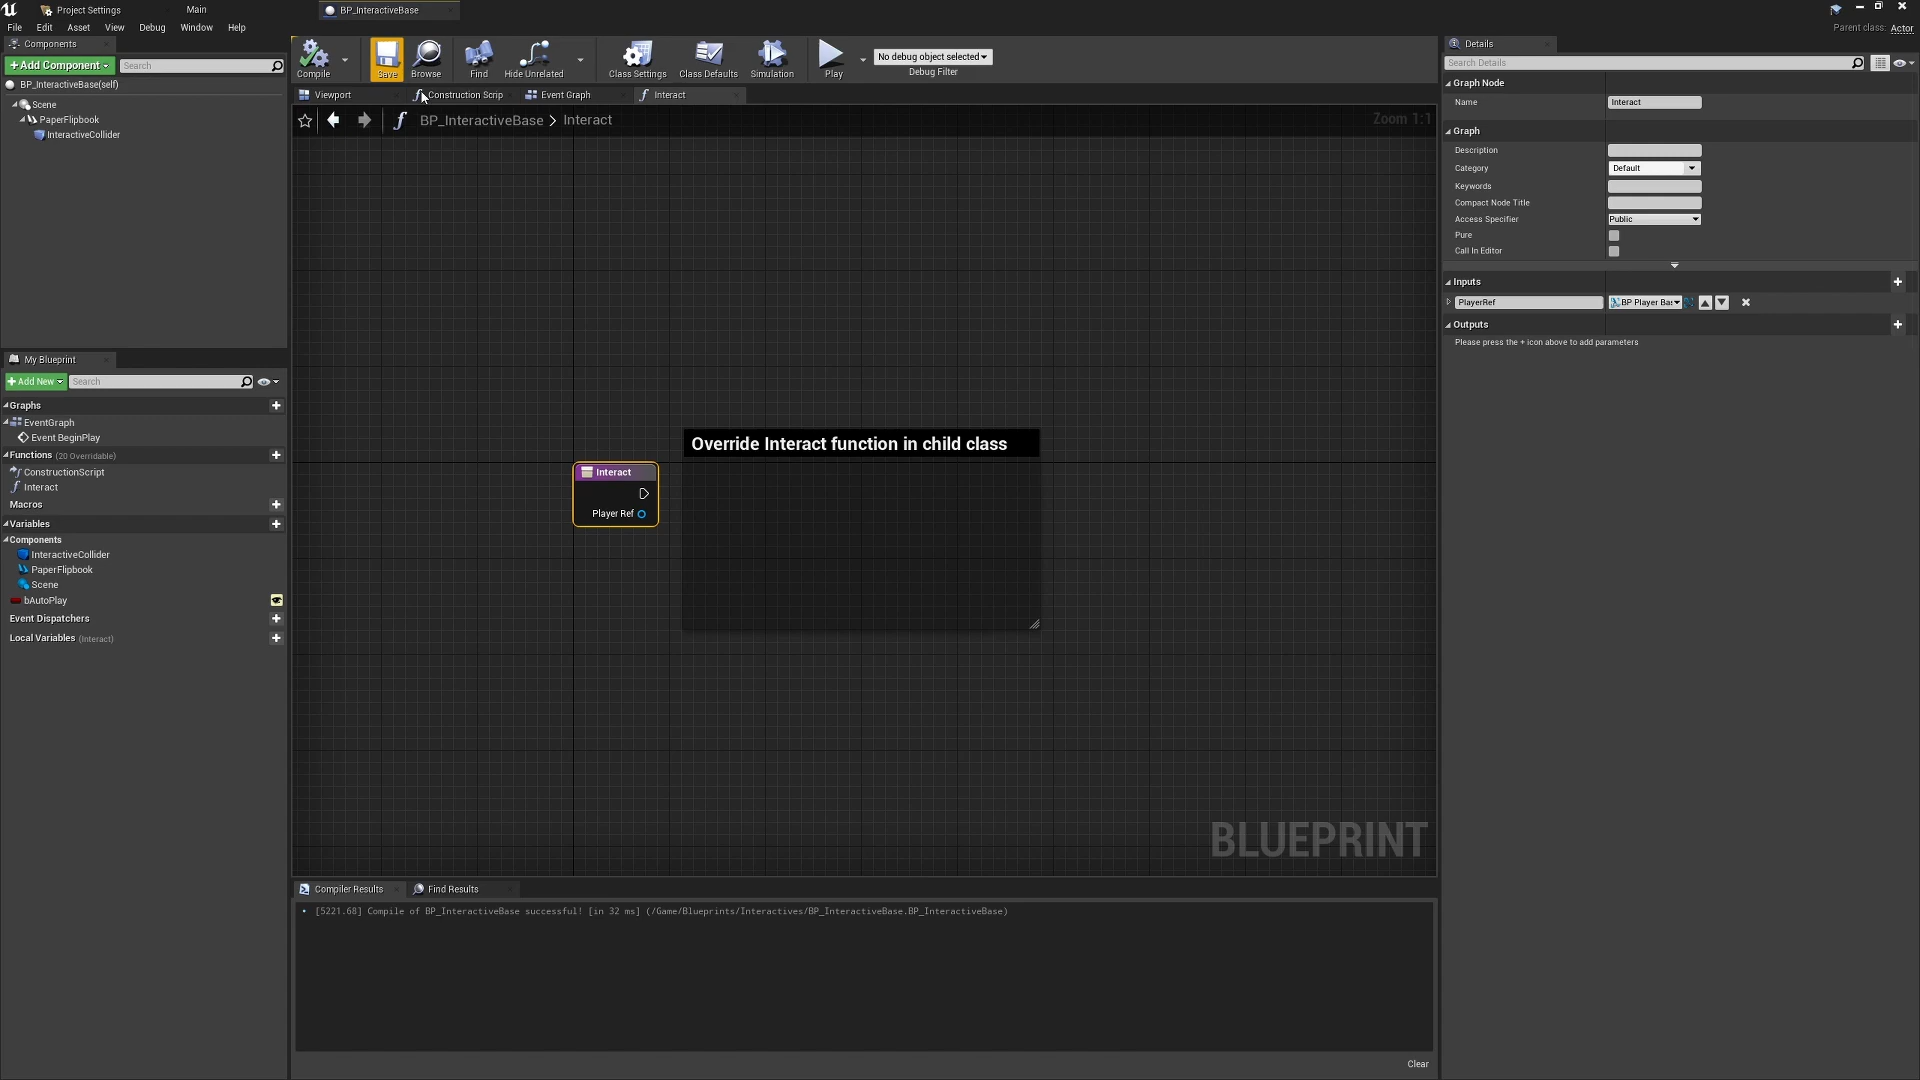 Project Settings
Main
BP_InteractiveBase
File Edit Asset View Debug Window Help
Parent class: Actor
Components
+Add Component
Search
BP_InteractiveBase(self)
Scene
PaperFlipbook
InteractiveCollider
Compile
Save
Browse
Find
Hide Unrelated
Class Settings
Class Defaults
Simulation
Play
No debug object selected
Debug Filter
Viewport
Construction Scrip
Event Graph
Interact
BP_InteractiveBase > Interact
Zoom 1:1
My Blueprint
+Add New
Search
Graphs
EventGraph
Event BeginPlay
Functions (20 Overridable)
ConstructionScript
Interact
Macros
Variables
Components
InteractiveCollider
PaperFlipbook
Scene
bAutoPlay
Event Dispatchers
Local Variables (Interact)
Override Interact function in child class
Interact
Player Ref
BLUEPRINT
Compiler Results
Find Results
[5221.68] Compile of BP_InteractiveBase successful! [in 32 ms] (/Game/Blueprints/Interactives/BP_InteractiveBase.BP_InteractiveBase)
Clear
Details
Search Details
Graph Node
Name Interact
Graph
Description
Category Default
Keywords
Compact Node Title
Access Specifier Public
Pure
Call In Editor
Inputs
PlayerRef BP Player Bas
Outputs
Please press the + icon above to add parameters